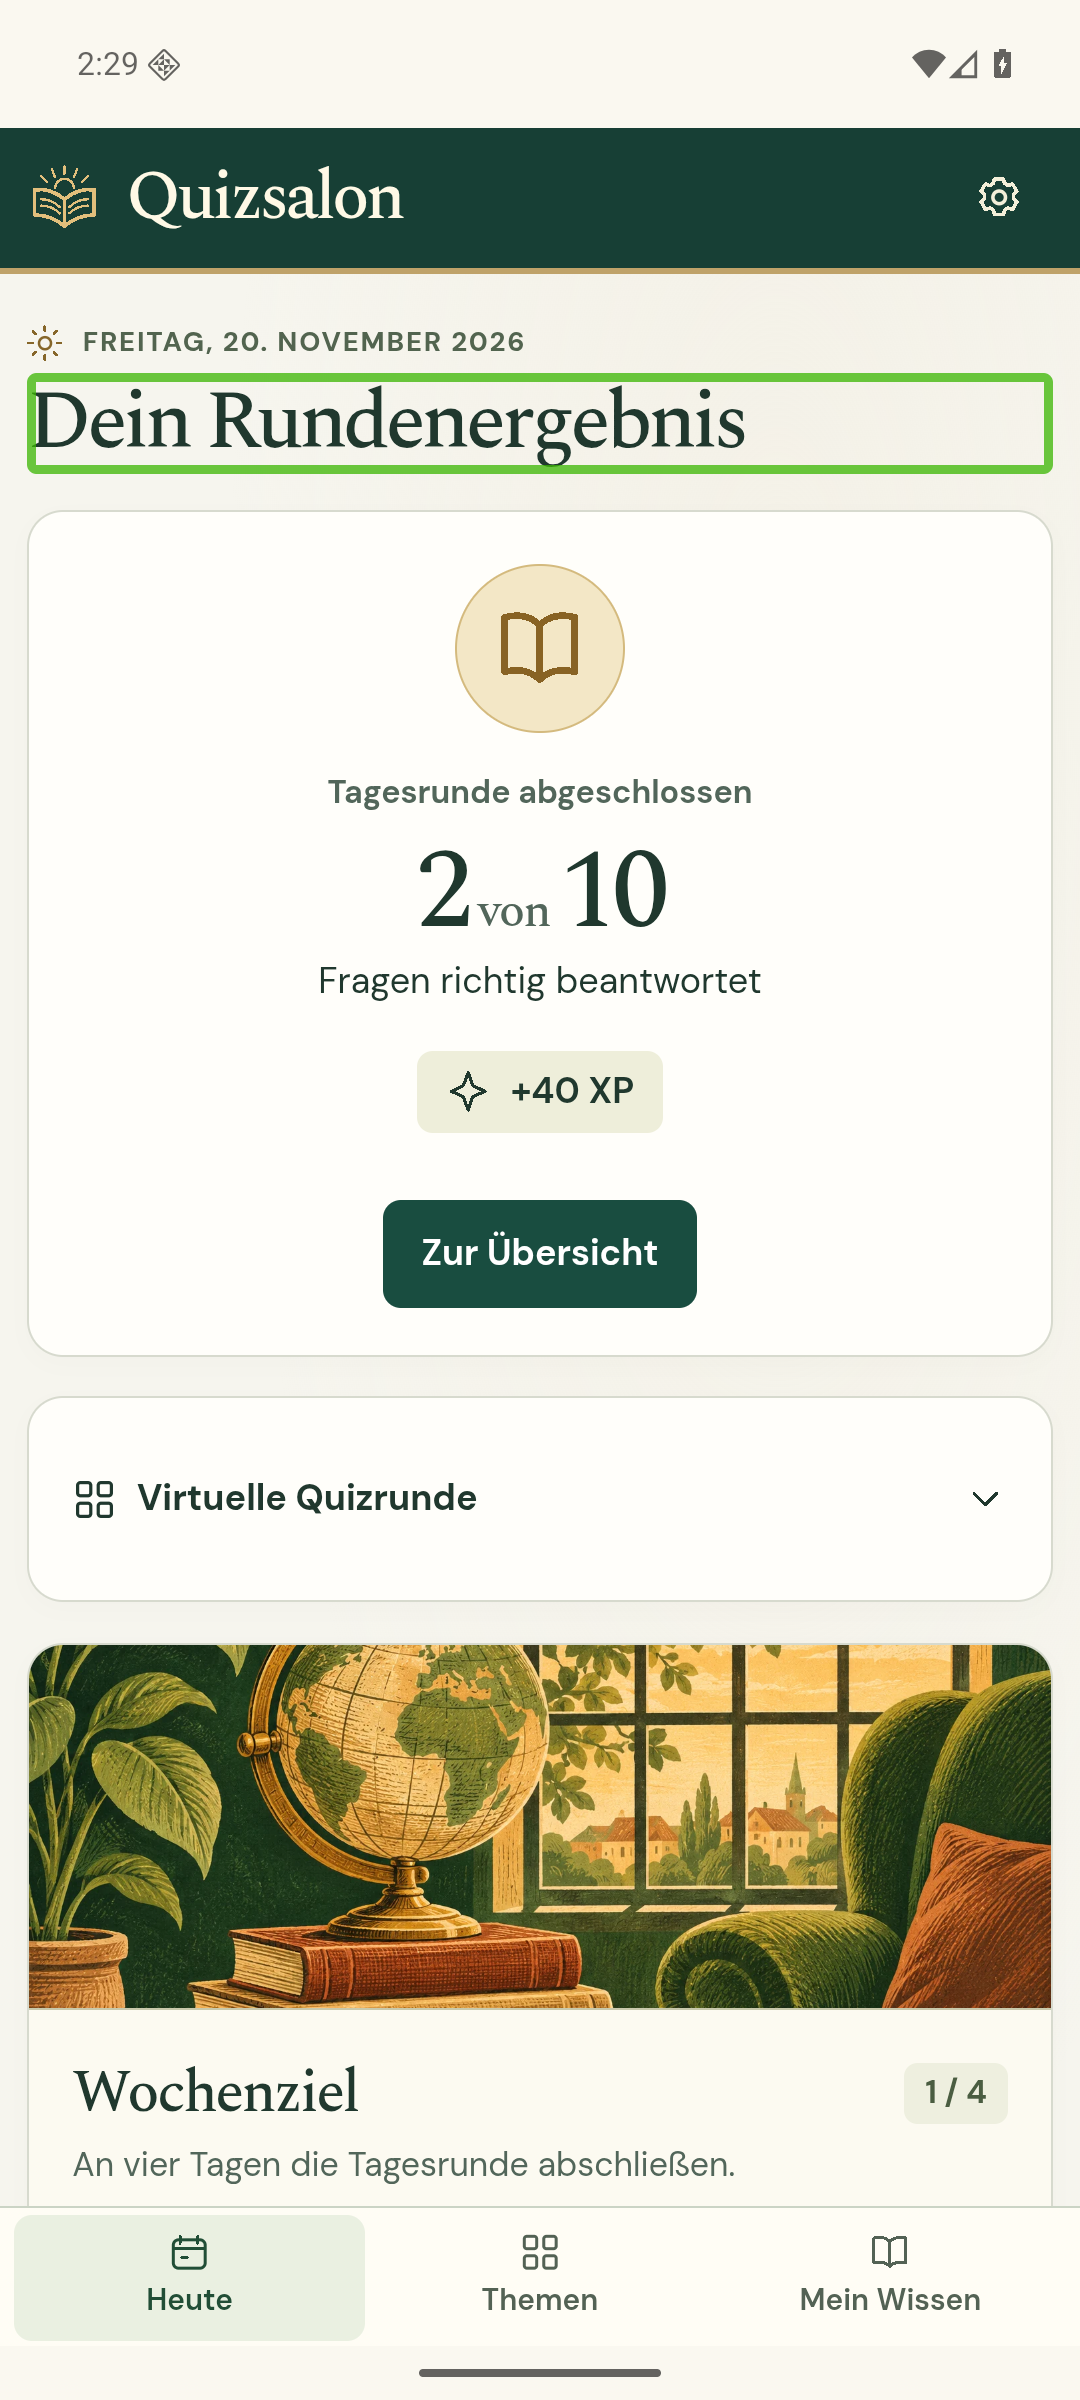 2:29
Quizsalon
FREITAG, 20. NOVEMBER 2026
Dein Rundenergebnis
Tagesrunde abgeschlossen
2 von 10
Fragen richtig beantwortet
+40 XP
Zur Übersicht
Virtuelle Quizrunde
Wochenziel
1 / 4
An vier Tagen die Tagesrunde abschließen.
Heute
Themen
Mein Wissen